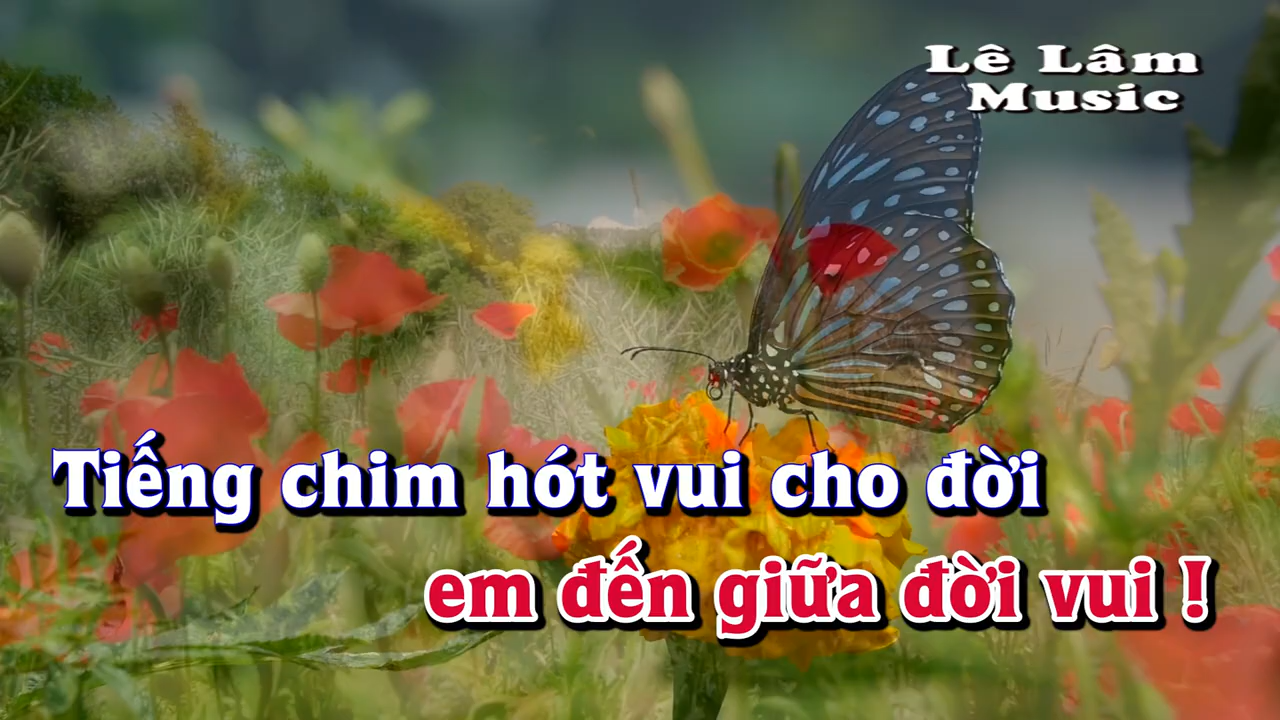 Lê Lâm
Music
Tiếng chim hót vui cho đời
em đến giữa đời vui !